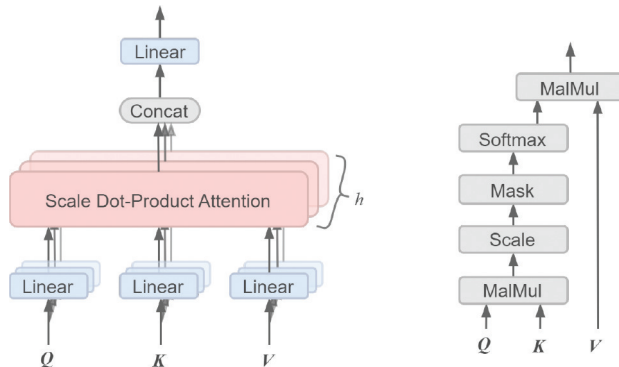 Linear
Concat
Scale Dot-Product Attention
h
Linear Linear Linear
Q K V
MalMul
Softmax
Mask
Scale
MalMul
Q K V